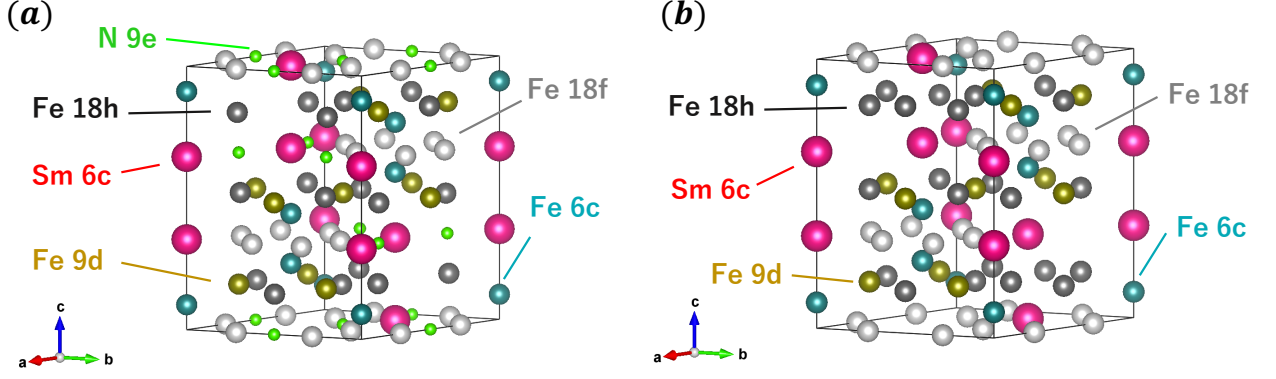 (a)
N 9e
Fe 18h
Fe 18f
Sm 6c
Fe 6c
Fe 9d
c
a
b
(b)
Fe 18h
Fe 18f
Sm 6c
Fe 6c
Fe 9d
c
a
b